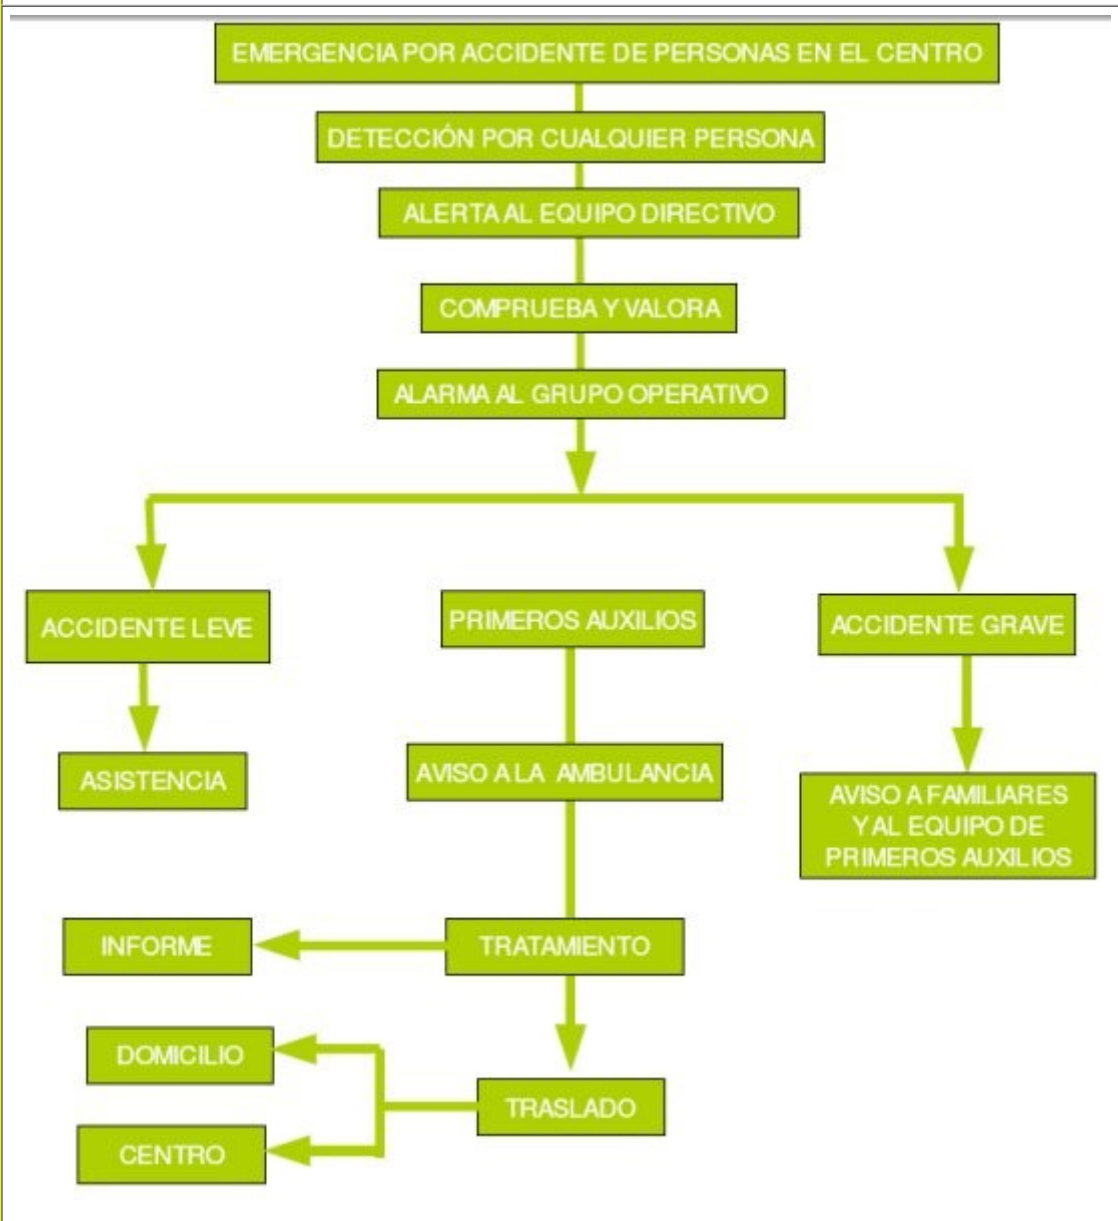 EMERGENCIA POR ACCIDENTE DE PERSONAS EN EL CENTRO
DETECCIÓN POR CUALQUIER PERSONA
ALERTA AL EQUIPO DIRECTIVO
COMPRUEBA Y VALORA
ALARMA AL GRUPO OPERATIVO
ACCIDENTE LEVE
PRIMEROS AUXILIOS
ACCIDENTE GRAVE
ASISTENCIA
AVISO A LA AMBULANCIA
AVISO A FAMILIARES
Y AL EQUIPO DE
PRIMEROS AUXILIOS
INFORME
TRATAMIENTO
DOMICILIO
TRASLADO
CENTRO